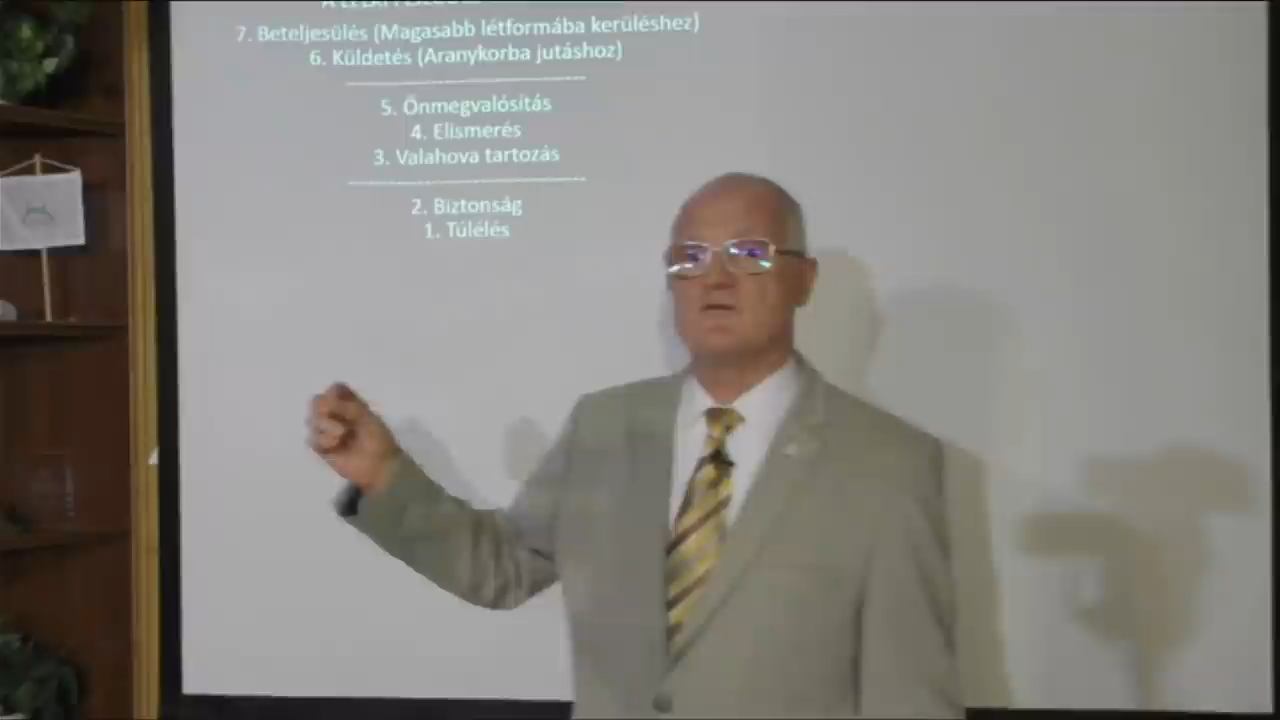 7. Beteljesülés (Magasabb létformába kerüléshez)
6. Küldetés (Aranykorba jutáshoz)
5. Önmegvalósítás
4. Elismerés
3. Valahova tartozás
2. Biztonság
1. Túlélés